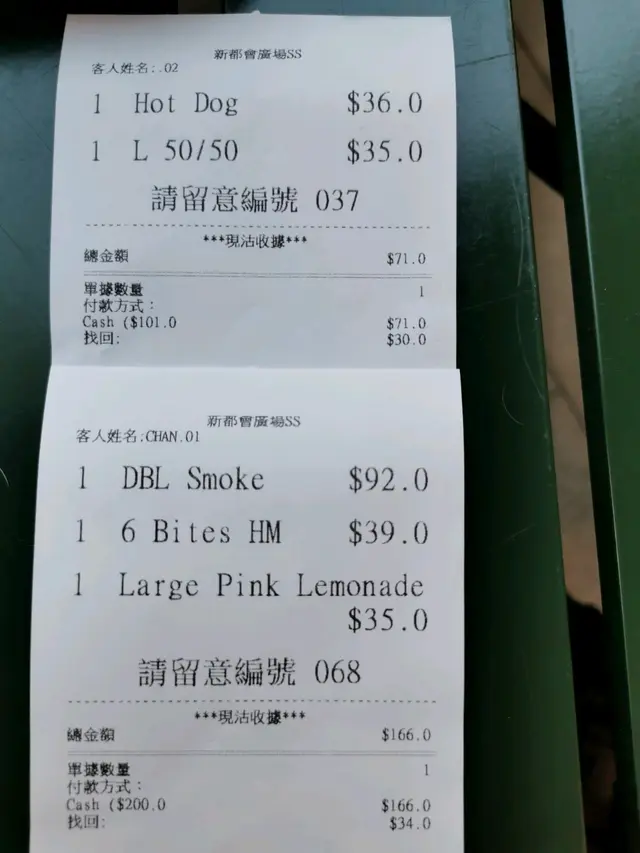 新都會廣場SS
客人姓名:.02
1 Hot Dog $36.0
1 L 50/50 $35.0
請留意編號 037
***現沽收據***
總金額 $71.0
單據數量 1
付款方式：
Cash ($101.0 $71.0
找回: $30.0
新都會廣場SS
客人姓名:CHAN.01
1 DBL Smoke $92.0
1 6 Bites HM $39.0
1 Large Pink Lemonade
$35.0
請留意編號 068
***現沽收據***
總金額 $166.0
單據數量 1
付款方式：
Cash ($200.0 $166.0
找回: $34.0